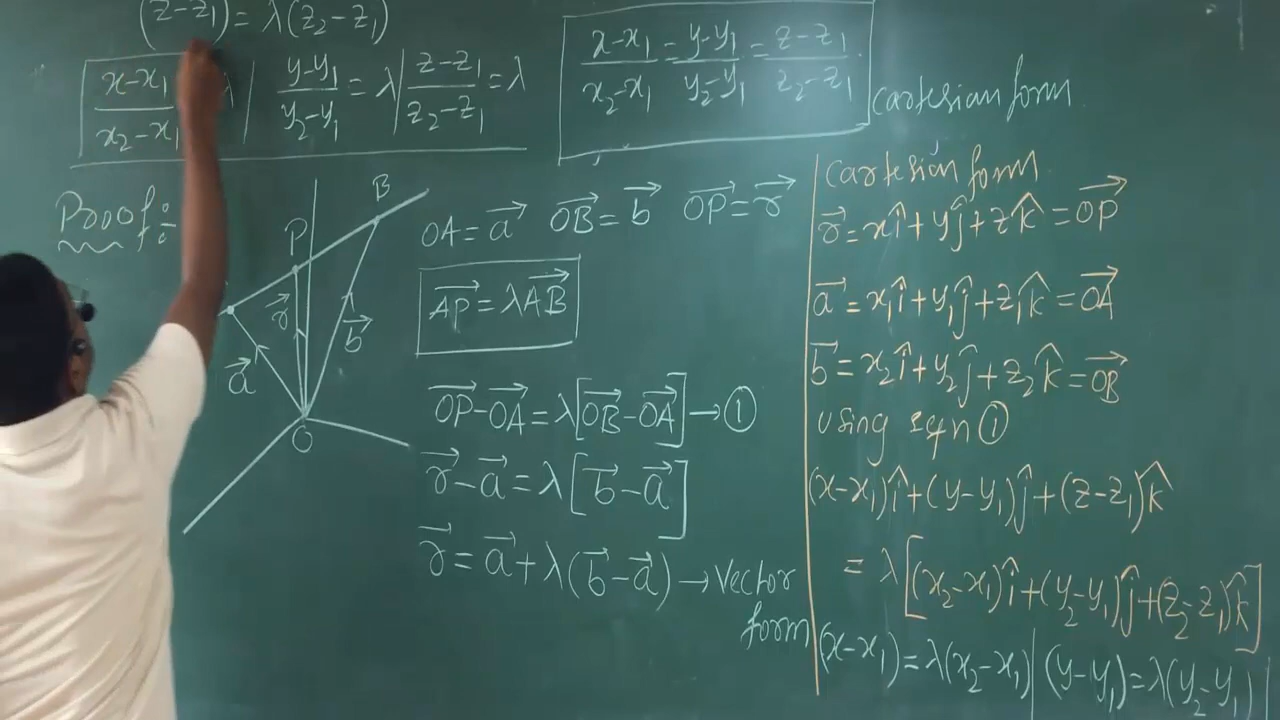 (z-z₁) = λ(z₂-z₁)
x-x₁/x₂-x₁ λ | y-y₁/y₂-y₁ = λ | z-z₁/z₂-z₁ = λ
x-x₁/x₂-x₁ = y-y₁/y₂-y₁ = z-z₁/z₂-z₁
cartesian form
Proof:
B
P
r⃗
b⃗
a⃗
O
OA = a⃗ OB⃗ = b⃗ OP⃗ = r⃗
AP⃗ = λAB⃗
OP⃗-OA⃗ = λ[OB⃗-OA⃗] → ①
r⃗-a⃗ = λ[b⃗-a⃗]
r⃗ = a⃗+λ(b⃗-a⃗) → vector
form
cartesian form
r⃗ = xî+yĵ+zk̂ = OP⃗
a⃗ = x₁î+y₁ĵ+z₁k̂ = OA⃗
b⃗ = x₂î+y₂ĵ+z₂k̂ = OB⃗
using eqn ①
(x-x₁)î+(y-y₁)ĵ+(z-z₁)k̂
= λ[(x₂-x₁)î+(y₂-y₁)ĵ+(z₂-z₁)k̂]
(x-x₁) = λ(x₂-x₁) | (y-y₁) = λ(y₂-y₁) |